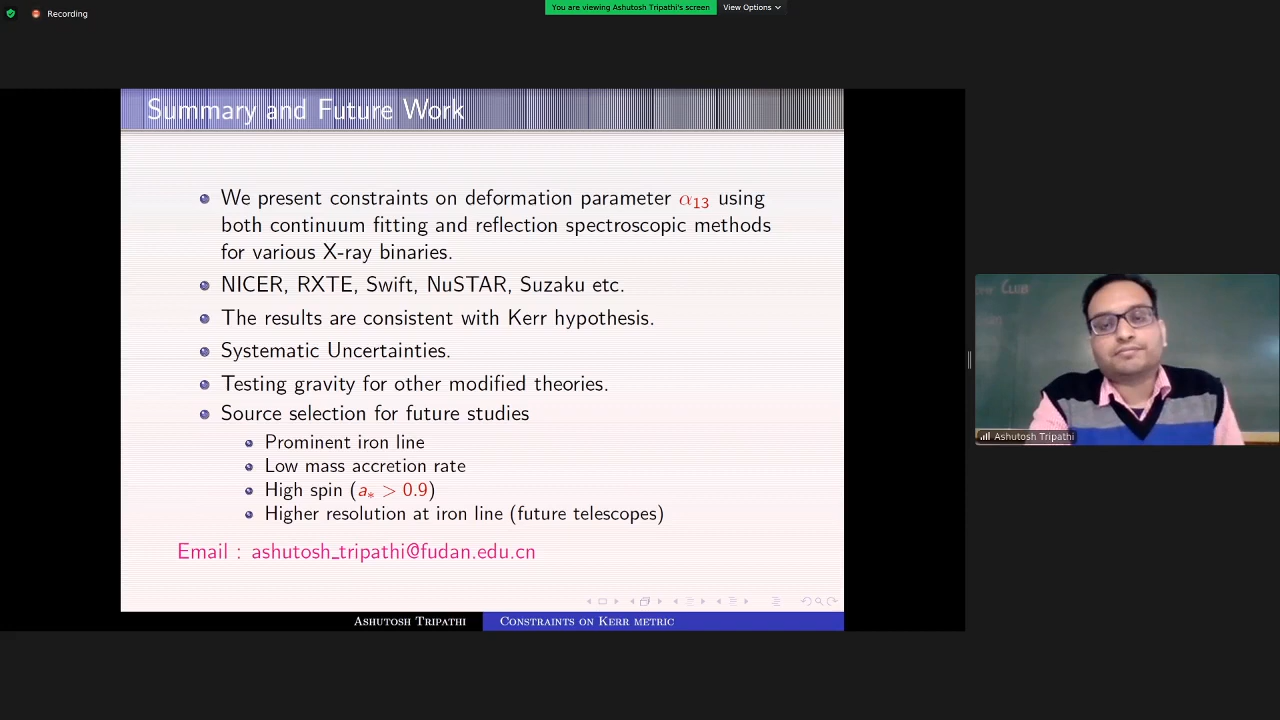 Recording
You are viewing Ashutosh Tripathi's screen
View Options
Summary and Future Work
We present constraints on deformation parameter α13 using
both continuum fitting and reflection spectroscopic methods
for various X-ray binaries.
NICER, RXTE, Swift, NuSTAR, Suzaku etc.
The results are consistent with Kerr hypothesis.
Systematic Uncertainties.
Testing gravity for other modified theories.
Source selection for future studies
Prominent iron line
Low mass accretion rate
High spin (a* > 0.9)
Higher resolution at iron line (future telescopes)
Email : ashutosh_tripathi@fudan.edu.cn
Ashutosh Tripathi
Constraints on Kerr metric
Club
Ashutosh Tripathi